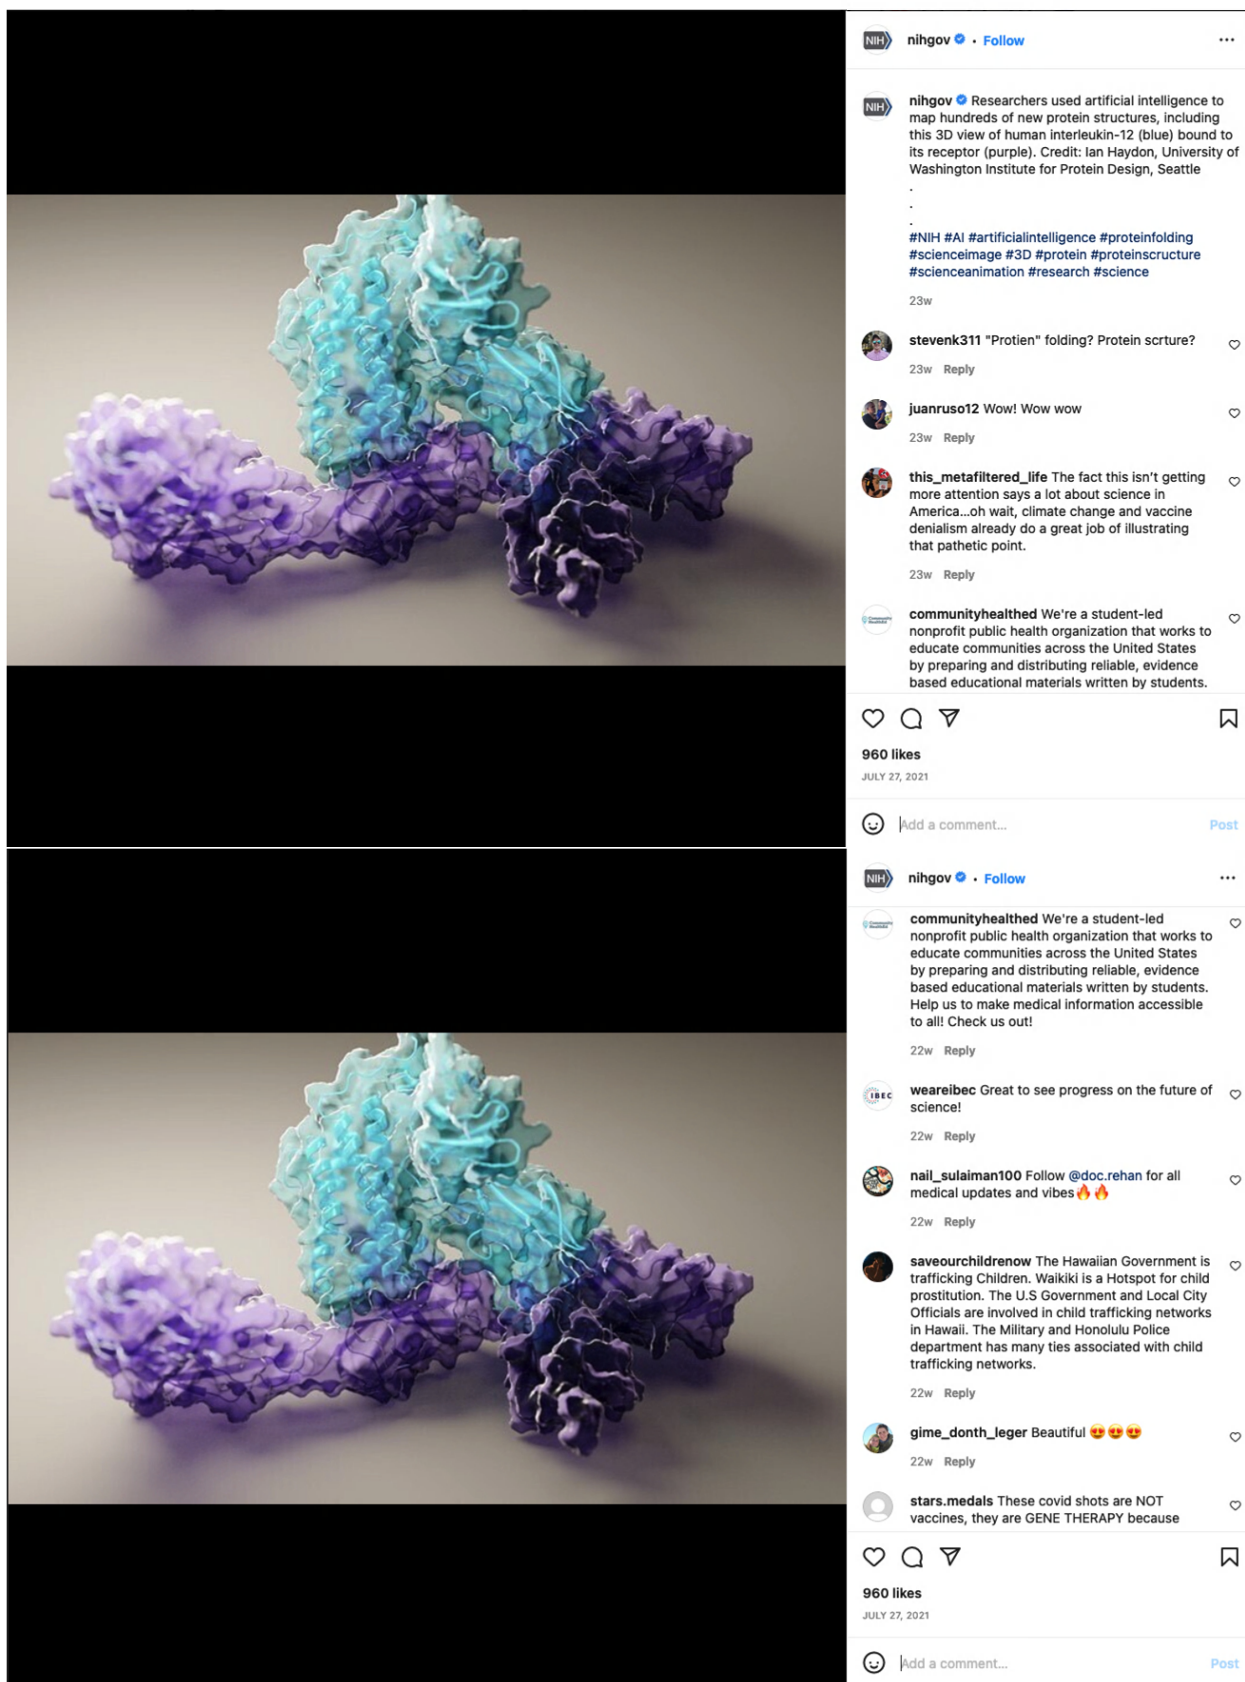 NIH
nihgov • Follow
...
NIH
nihgov Researchers used artificial intelligence to
map hundreds of new protein structures, including
this 3D view of human interleukin-12 (blue) bound to
its receptor (purple). Credit: Ian Haydon, University of
Washington Institute for Protein Design, Seattle
.
.
.
#NIH #AI #artificialintelligence #proteinfolding
#scienceimage #3D #protein #proteinscructure
#scienceanimation #research #science
23w
stevenk311 "Protien" folding? Protein scrture?
23w Reply
juanruso12 Wow! Wow wow
23w Reply
this_metafiltered_life The fact this isn't getting
more attention says a lot about science in
America...oh wait, climate change and vaccine
denialism already do a great job of illustrating
that pathetic point.
23w Reply
communityhealthed We're a student-led
nonprofit public health organization that works to
educate communities across the United States
by preparing and distributing reliable, evidence
based educational materials written by students.
960 likes
JULY 27, 2021
Add a comment...
Post
NIH
nihgov • Follow
...
communityhealthed We're a student-led
nonprofit public health organization that works to
educate communities across the United States
by preparing and distributing reliable, evidence
based educational materials written by students.
Help us to make medical information accessible
to all! Check us out!
22w Reply
IBEC
weareibec Great to see progress on the future of
science!
22w Reply
nail_sulaiman100 Follow @doc.rehan for all
medical updates and vibes🔥🔥
22w Reply
saveourchildrenow The Hawaiian Government is
trafficking Children. Waikiki is a Hotspot for child
prostitution. The U.S Government and Local City
Officials are involved in child trafficking networks
in Hawaii. The Military and Honolulu Police
department has many ties associated with child
trafficking networks.
22w Reply
gime_donth_leger Beautiful 😍😍😍
22w Reply
stars.medals These covid shots are NOT
vaccines, they are GENE THERAPY because
960 likes
JULY 27, 2021
Add a comment...
Post